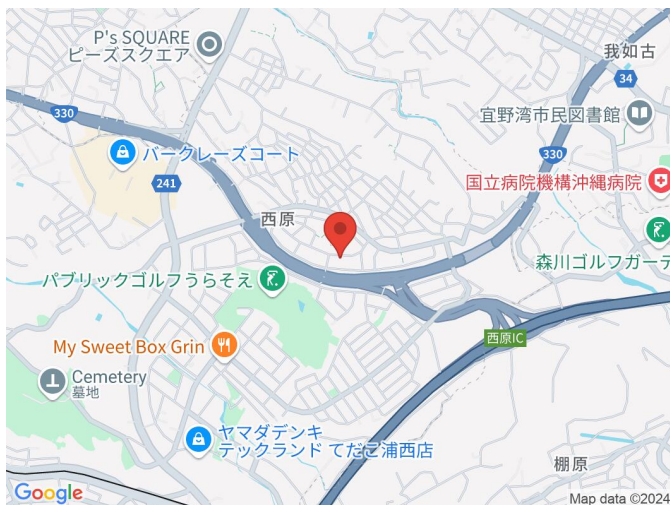 P's SQUARE
ピーズスクエア
我如古
34
宜野湾市民図書館
330
バークレーズコート
330
国立病院機構沖縄病院
241
西原
パブリックゴルフうらそえ
森川ゴルフガーデ
My Sweet Box Grin
西原IC
Cemetery
墓地
ヤマダデンキ
テックランド てだこ浦西店
棚原
Google
Map data ©2024